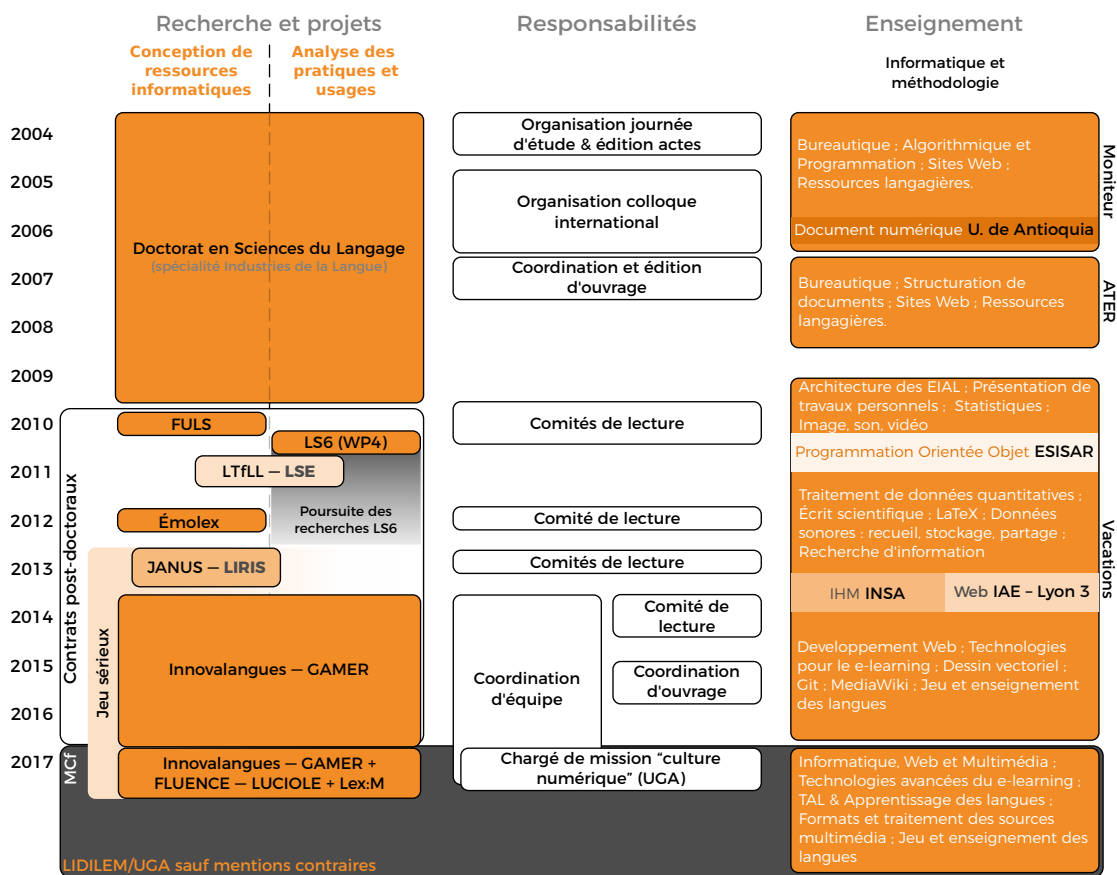 Recherche et projets
Responsabilités
Enseignement
Conception de
ressources
informatiques
Analyse des
pratiques et
usages
Informatique et
méthodologie
2004
2005
2006
2007
2008
2009
2010
2011
2012
2013
2014
2015
2016
2017
Doctorat en Sciences du Langage
(spécialité Industries de la Langue)
Contrats post-doctoraux
FULS
LS6 (WP4)
LTfLL – LSE
Poursuite des
recherches LS6
Émolex
JANUS – LIRIS
Jeu sérieux
Innovalangues – GAMER
MCf
Innovalangues – GAMER +
FLUENCE – LUCIOLE + Lex:M
LIDILEM/UGA sauf mentions contraires
Organisation journée
d'étude & édition actes
Organisation colloque
international
Coordination et édition
d'ouvrage
Comités de lecture
Comité de lecture
Comités de lecture
Coordination
d'équipe
Comité de
lecture
Coordination
d'ouvrage
Chargé de mission “culture
numérique” (UGA)
Bureautique ; Algorithmique et
Programmation ; Sites Web ;
Ressources langagières.
Document numérique U. de Antioquia
Moniteur
Bureautique ; Structuration de
documents ; Sites Web ; Ressources
langagières.
ATER
Architecture des EIAL ; Présentation de
travaux personnels ; Statistiques ;
Image, son, vidéo
Programmation Orientée Objet ESISAR
Traitement de données quantitatives ;
Écrit scientifique ; LaTeX ; Données
sonores : recueil, stockage, partage ;
Recherche d'information
IHM INSA
Web IAE – Lyon 3
Developpement Web ; Technologies
pour le e-learning ; Dessin vectoriel ;
Git ; MediaWiki ; Jeu et enseignement
des langues
Vacations
Informatique, Web et Multimédia ;
Technologies avancées du e-learning ;
TAL & Apprentissage des langues ;
Formats et traitement des sources
multimédia ; Jeu et enseignement des
langues